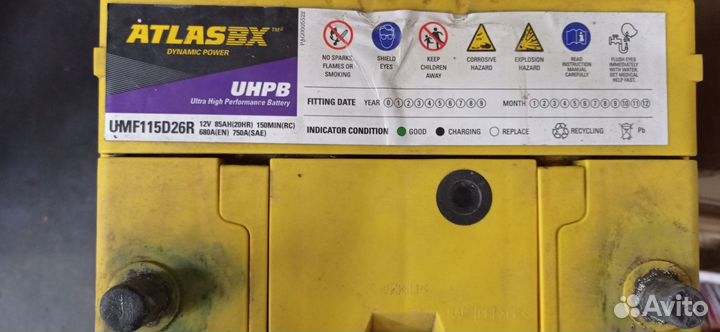 ATLASBX™
DYNAMIC POWER
UHPB
Ultra High Performance Battery
UMF115D26R
12V 85AH(20HR) 150MIN(RC)
680A(EN) 750A(SAE)
NO SPARKS,
FLAMES OR
SMOKING
SHIELD
EYES
KEEP
CHILDREN
AWAY
CORROSIVE
HAZARD
EXPLOSION
HAZARD
READ
INSTRUCTION
MANUAL
CAREFULLY
FLUSH EYES
IMMEDIATELY
WITH WATER.
GET MEDICAL
HELP FAST.
FITTING DATE YEAR 0 1 2 3 4 5 6 7 8 9 MONTH 1 2 3 4 5 6 7 8 9 10 11 12
INDICATOR CONDITION GOOD CHARGING REPLACE RECYCLING Pb
Avito